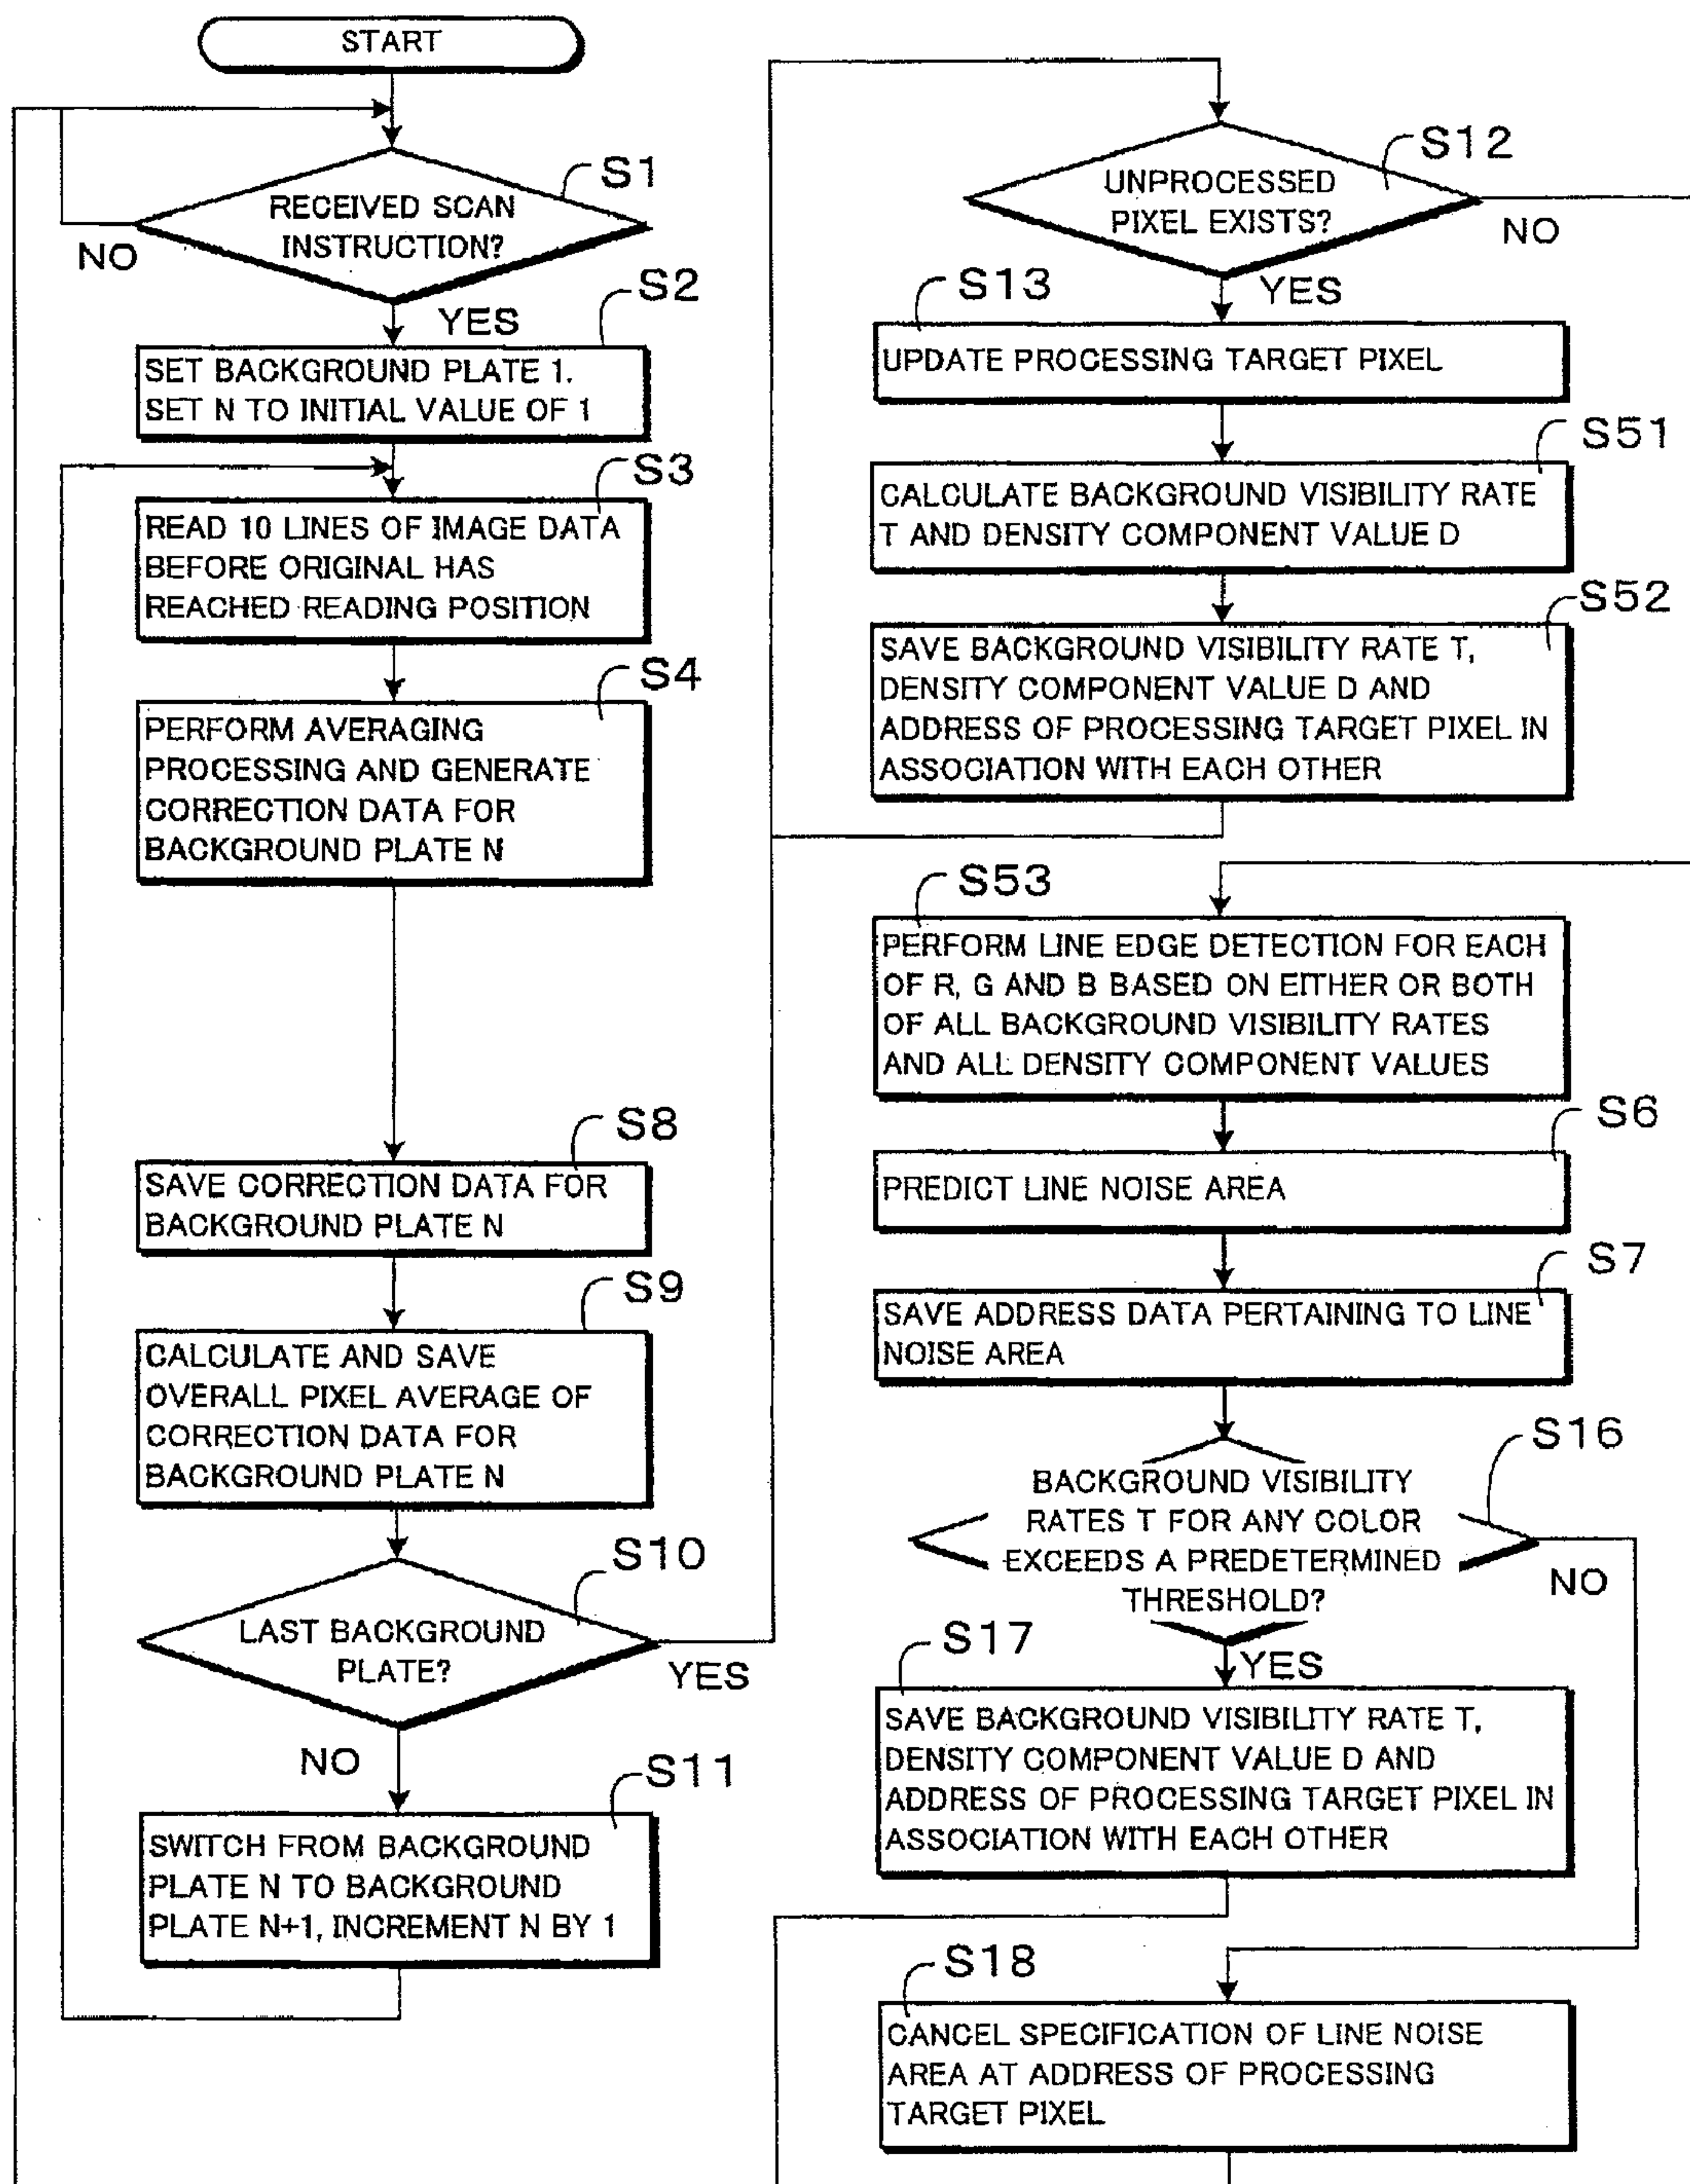 START
S1
RECEIVED SCAN
INSTRUCTION?
NO
YES
S2
SET BACKGROUND PLATE 1.
SET N TO INITIAL VALUE OF 1
S3
READ 10 LINES OF IMAGE DATA
BEFORE ORIGINAL HAS
REACHED READING POSITION
S4
PERFORM AVERAGING
PROCESSING AND GENERATE
CORRECTION DATA FOR
BACKGROUND PLATE N
S8
SAVE CORRECTION DATA FOR
BACKGROUND PLATE N
S9
CALCULATE AND SAVE
OVERALL PIXEL AVERAGE OF
CORRECTION DATA FOR
BACKGROUND PLATE N
S10
LAST BACKGROUND
PLATE?
YES
NO
S11
SWITCH FROM BACKGROUND
PLATE N TO BACKGROUND
PLATE N+1, INCREMENT N BY 1
S12
UNPROCESSED
PIXEL EXISTS?
NO
YES
S13
UPDATE PROCESSING TARGET PIXEL
S51
CALCULATE BACKGROUND VISIBILITY RATE
T AND DENSITY COMPONENT VALUE D
S52
SAVE BACKGROUND VISIBILITY RATE T,
DENSITY COMPONENT VALUE D AND
ADDRESS OF PROCESSING TARGET PIXEL IN
ASSOCIATION WITH EACH OTHER
S53
PERFORM LINE EDGE DETECTION FOR EACH
OF R, G AND B BASED ON EITHER OR BOTH
OF ALL BACKGROUND VISIBILITY RATES
AND ALL DENSITY COMPONENT VALUES
S6
PREDICT LINE NOISE AREA
S7
SAVE ADDRESS DATA PERTAINING TO LINE
NOISE AREA
S16
BACKGROUND VISIBILITY
RATES T FOR ANY COLOR
EXCEEDS A PREDETERMINED
THRESHOLD?
NO
YES
S17
SAVE BACKGROUND VISIBILITY RATE T,
DENSITY COMPONENT VALUE D AND
ADDRESS OF PROCESSING TARGET PIXEL IN
ASSOCIATION WITH EACH OTHER
S18
CANCEL SPECIFICATION OF LINE NOISE
AREA AT ADDRESS OF PROCESSING
TARGET PIXEL